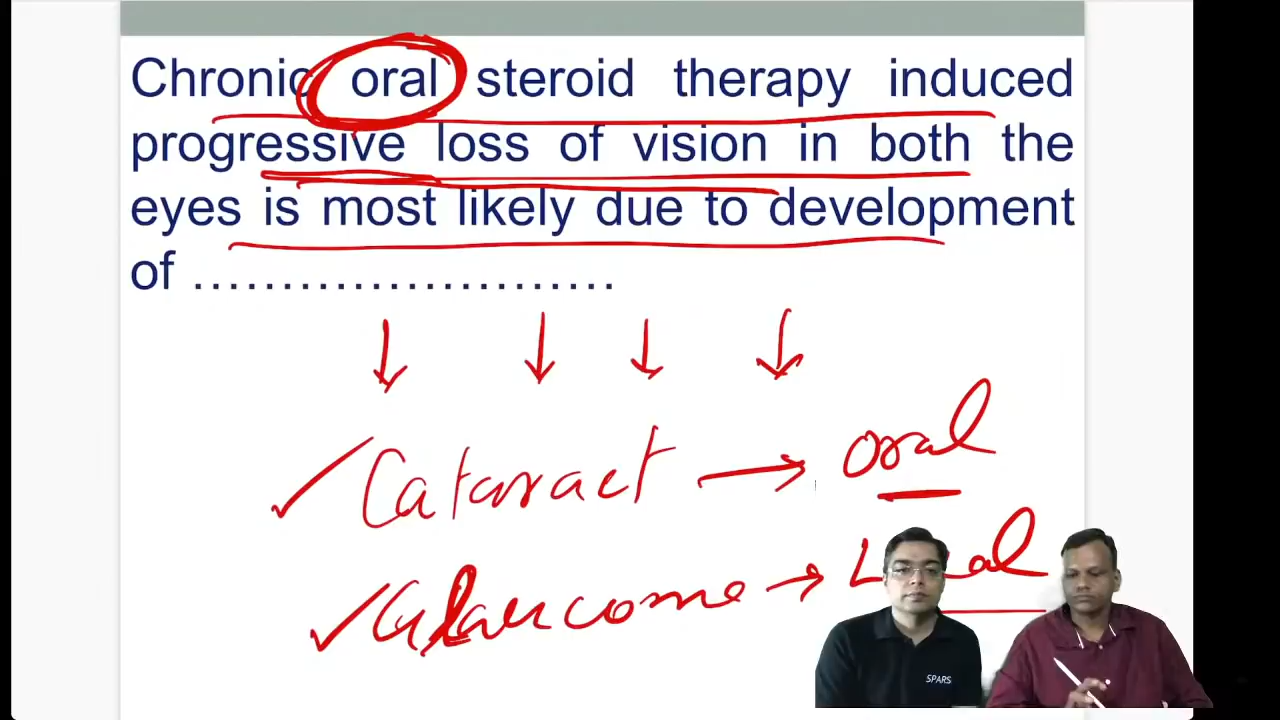 Chronic oral steroid therapy induced
progressive loss of vision in both the
eyes is most likely due to development
of ……………………
Cataract → oral
Glaucoma →
SPARS